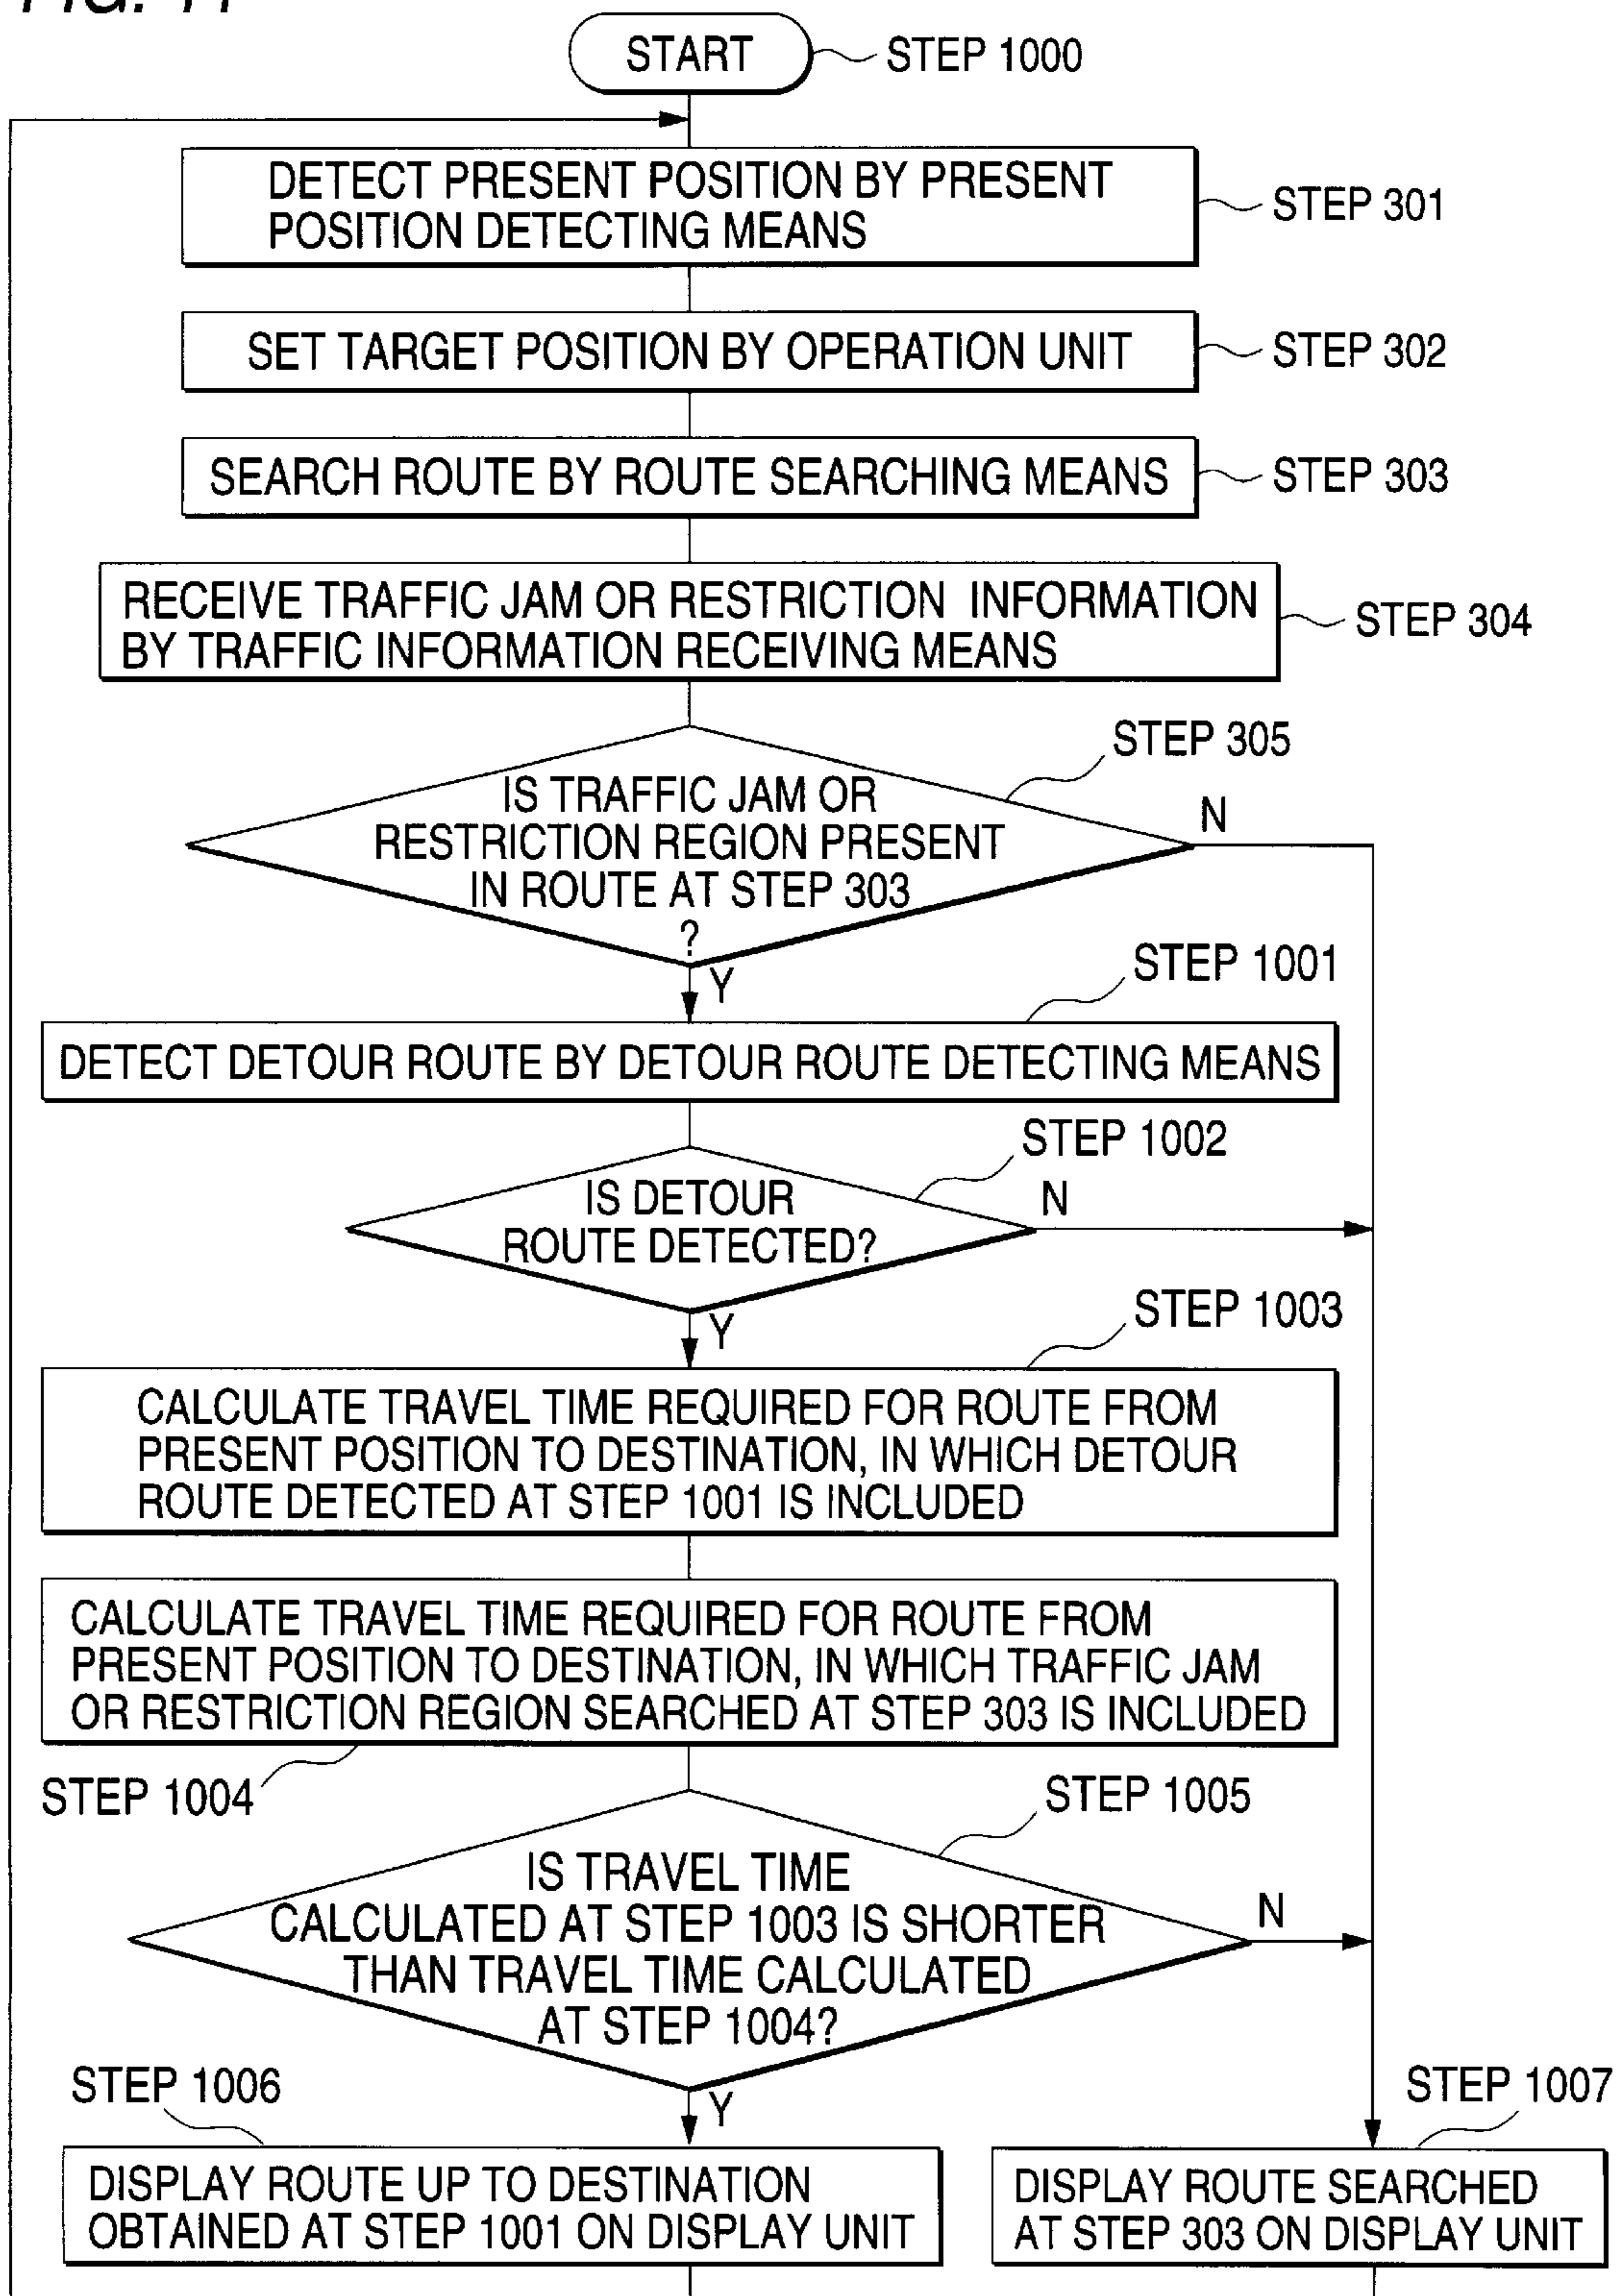 START
STEP 1000
DETECT PRESENT POSITION BY PRESENT
POSITION DETECTING MEANS
STEP 301
SET TARGET POSITION BY OPERATION UNIT
STEP 302
SEARCH ROUTE BY ROUTE SEARCHING MEANS
STEP 303
RECEIVE TRAFFIC JAM OR RESTRICTION INFORMATION
BY TRAFFIC INFORMATION RECEIVING MEANS
STEP 304
STEP 305
IS TRAFFIC JAM OR
RESTRICTION REGION PRESENT
IN ROUTE AT STEP 303
?
N
Y
STEP 1001
DETECT DETOUR ROUTE BY DETOUR ROUTE DETECTING MEANS
STEP 1002
IS DETOUR
ROUTE DETECTED?
N
Y
STEP 1003
CALCULATE TRAVEL TIME REQUIRED FOR ROUTE FROM
PRESENT POSITION TO DESTINATION, IN WHICH DETOUR
ROUTE DETECTED AT STEP 1001 IS INCLUDED
CALCULATE TRAVEL TIME REQUIRED FOR ROUTE FROM
PRESENT POSITION TO DESTINATION, IN WHICH TRAFFIC JAM
OR RESTRICTION REGION SEARCHED AT STEP 303 IS INCLUDED
STEP 1004
STEP 1005
IS TRAVEL TIME
CALCULATED AT STEP 1003 IS SHORTER
THAN TRAVEL TIME CALCULATED
AT STEP 1004?
N
Y
STEP 1006
DISPLAY ROUTE UP TO DESTINATION
OBTAINED AT STEP 1001 ON DISPLAY UNIT
STEP 1007
DISPLAY ROUTE SEARCHED
AT STEP 303 ON DISPLAY UNIT